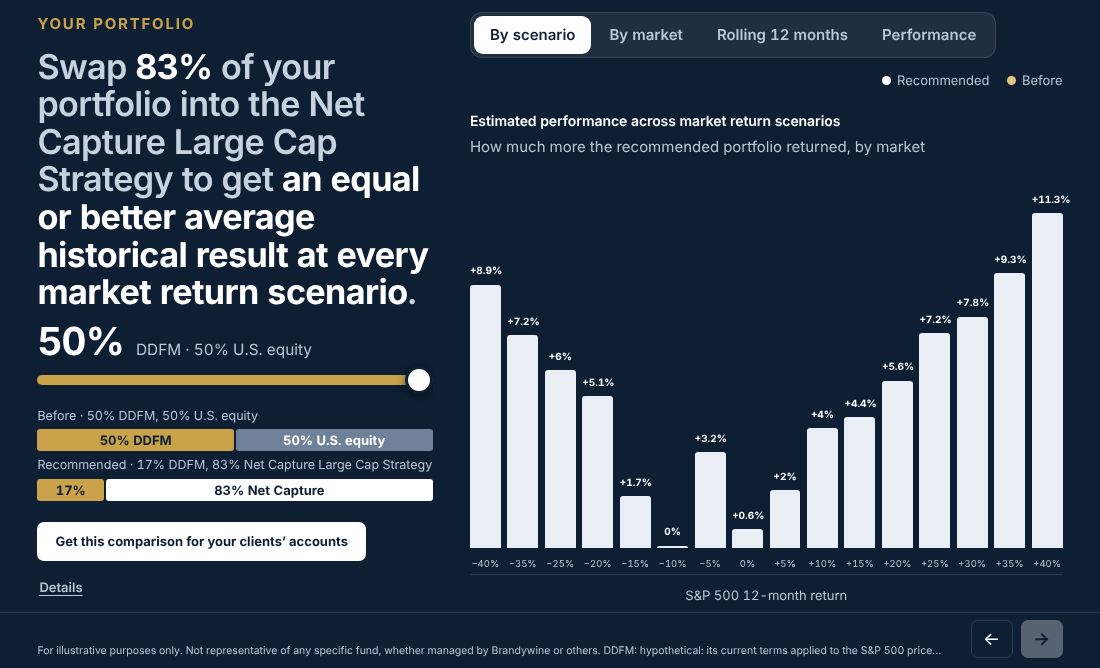 YOUR PORTFOLIO
Swap 83% of your
portfolio into the Net
Capture Large Cap
Strategy to get an equal
or better average
historical result at every
market return scenario.
50% DDFM · 50% U.S. equity
Before · 50% DDFM, 50% U.S. equity
50% DDFM 50% U.S. equity
Recommended · 17% DDFM, 83% Net Capture Large Cap Strategy
17% 83% Net Capture
Get this comparison for your clients’ accounts
Details
By scenario By market Rolling 12 months Performance
Recommended Before
Estimated performance across market return scenarios
How much more the recommended portfolio returned, by market
+8.9% +7.2% +6% +5.1% +1.7% 0% +3.2% +0.6% +2% +4% +4.4% +5.6% +7.2% +7.8% +9.3% +11.3%
−40% −35% −25% −20% −15% −10% −5% 0% +5% +10% +15% +20% +25% +30% +35% +40%
S&P 500 12-month return
For illustrative purposes only. Not representative of any specific fund, whether managed by Brandywine or others. DDFM: hypothetical: its current terms applied to the S&P 500 price…